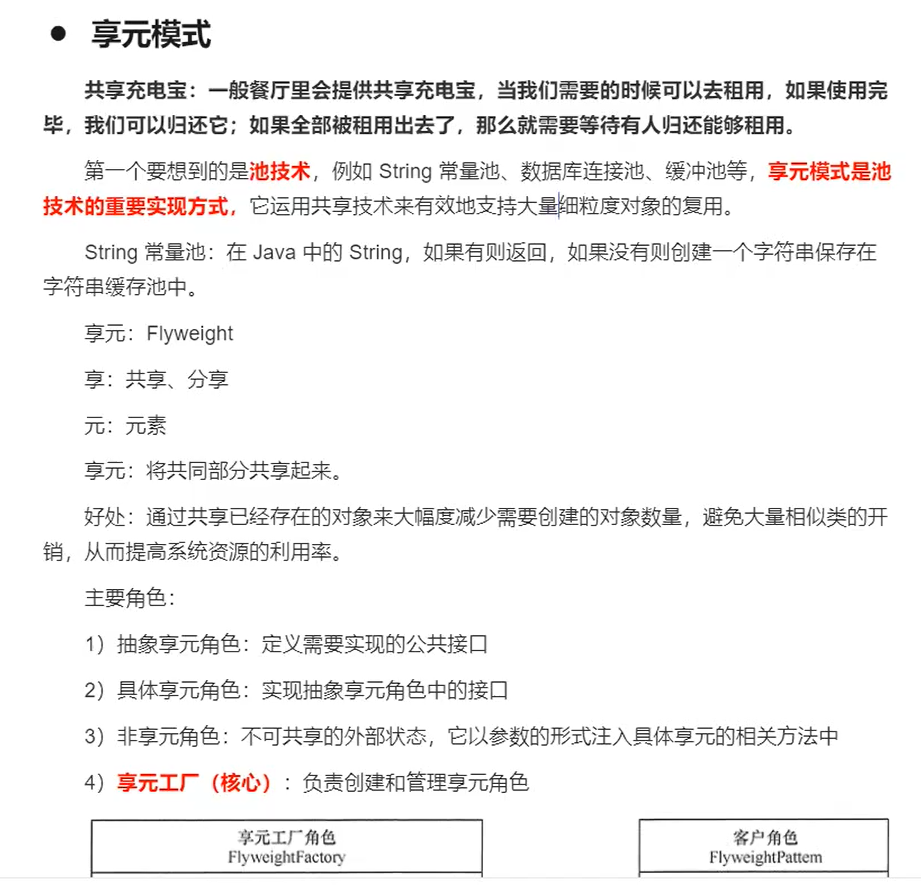 ● 享元模式
共享充电宝：一般餐厅里会提供共享充电宝，当我们需要的时候可以去租用，如果使用完
毕，我们可以归还它；如果全部被租用出去了，那么就需要等待有人归还能够租用。
第一个要想到的是池技术，例如 String 常量池、数据库连接池、缓冲池等，享元模式是池
技术的重要实现方式，它运用共享技术来有效地支持大量细粒度对象的复用。
String 常量池：在 Java 中的 String，如果有则返回，如果没有则创建一个字符串保存在
字符串缓存池中。
享元：Flyweight
享：共享、分享
元：元素
享元：将共同部分共享起来。
好处：通过共享已经存在的对象来大幅度减少需要创建的对象数量，避免大量相似类的开
销，从而提高系统资源的利用率。
主要角色：
1）抽象享元角色：定义需要实现的公共接口
2）具体享元角色：实现抽象享元角色中的接口
3）非享元角色：不可共享的外部状态，它以参数的形式注入具体享元的相关方法中
4）享元工厂（核心）：负责创建和管理享元角色
享元工厂角色
FlyweightFactory
客户角色
FlyweightPattem